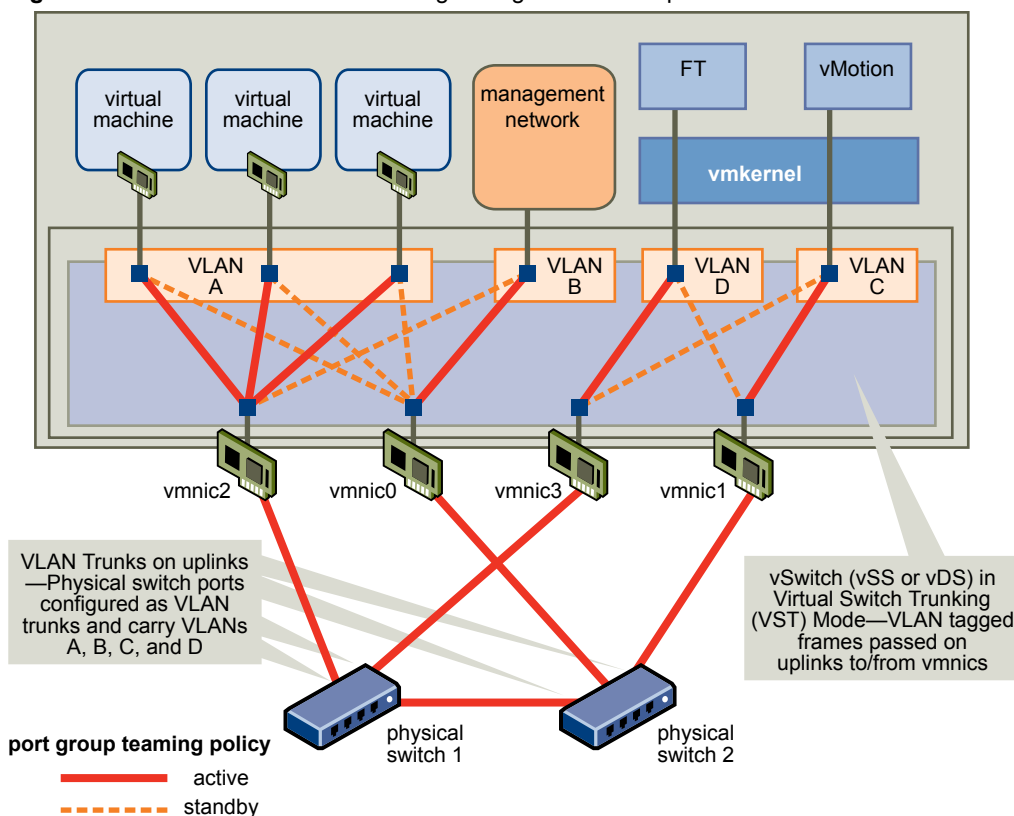 virtual
machine
virtual
machine
virtual
machine
management
network
FT
vMotion
vmkernel
VLAN
A
VLAN
B
VLAN
D
VLAN
C
vmnic2
vmnic0
vmnic3
vmnic1
VLAN Trunks on uplinks
—Physical switch ports
configured as VLAN
trunks and carry VLANs
A, B, C, and D
vSwitch (vSS or vDS) in
Virtual Switch Trunking
(VST) Mode—VLAN tagged
frames passed on
uplinks to/from vmnics
physical
switch 1
physical
switch 2
port group teaming policy
active
standby